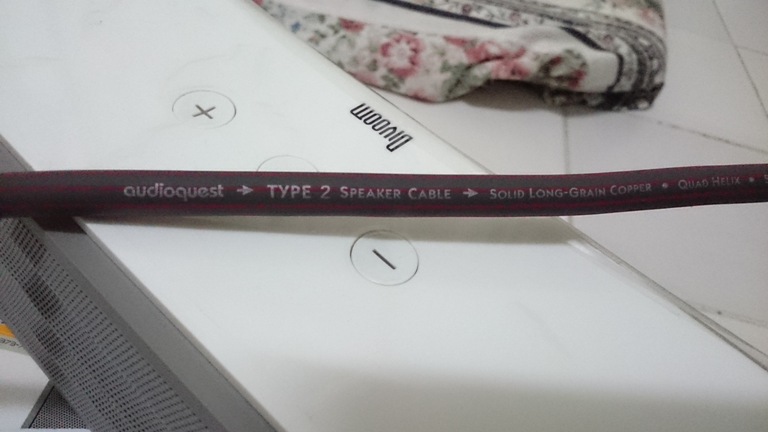 Divoom
audioquest → TYPE 2 SPEAKER CABLE → SOLID LONG-GRAIN COPPER • QUAD HELIX •